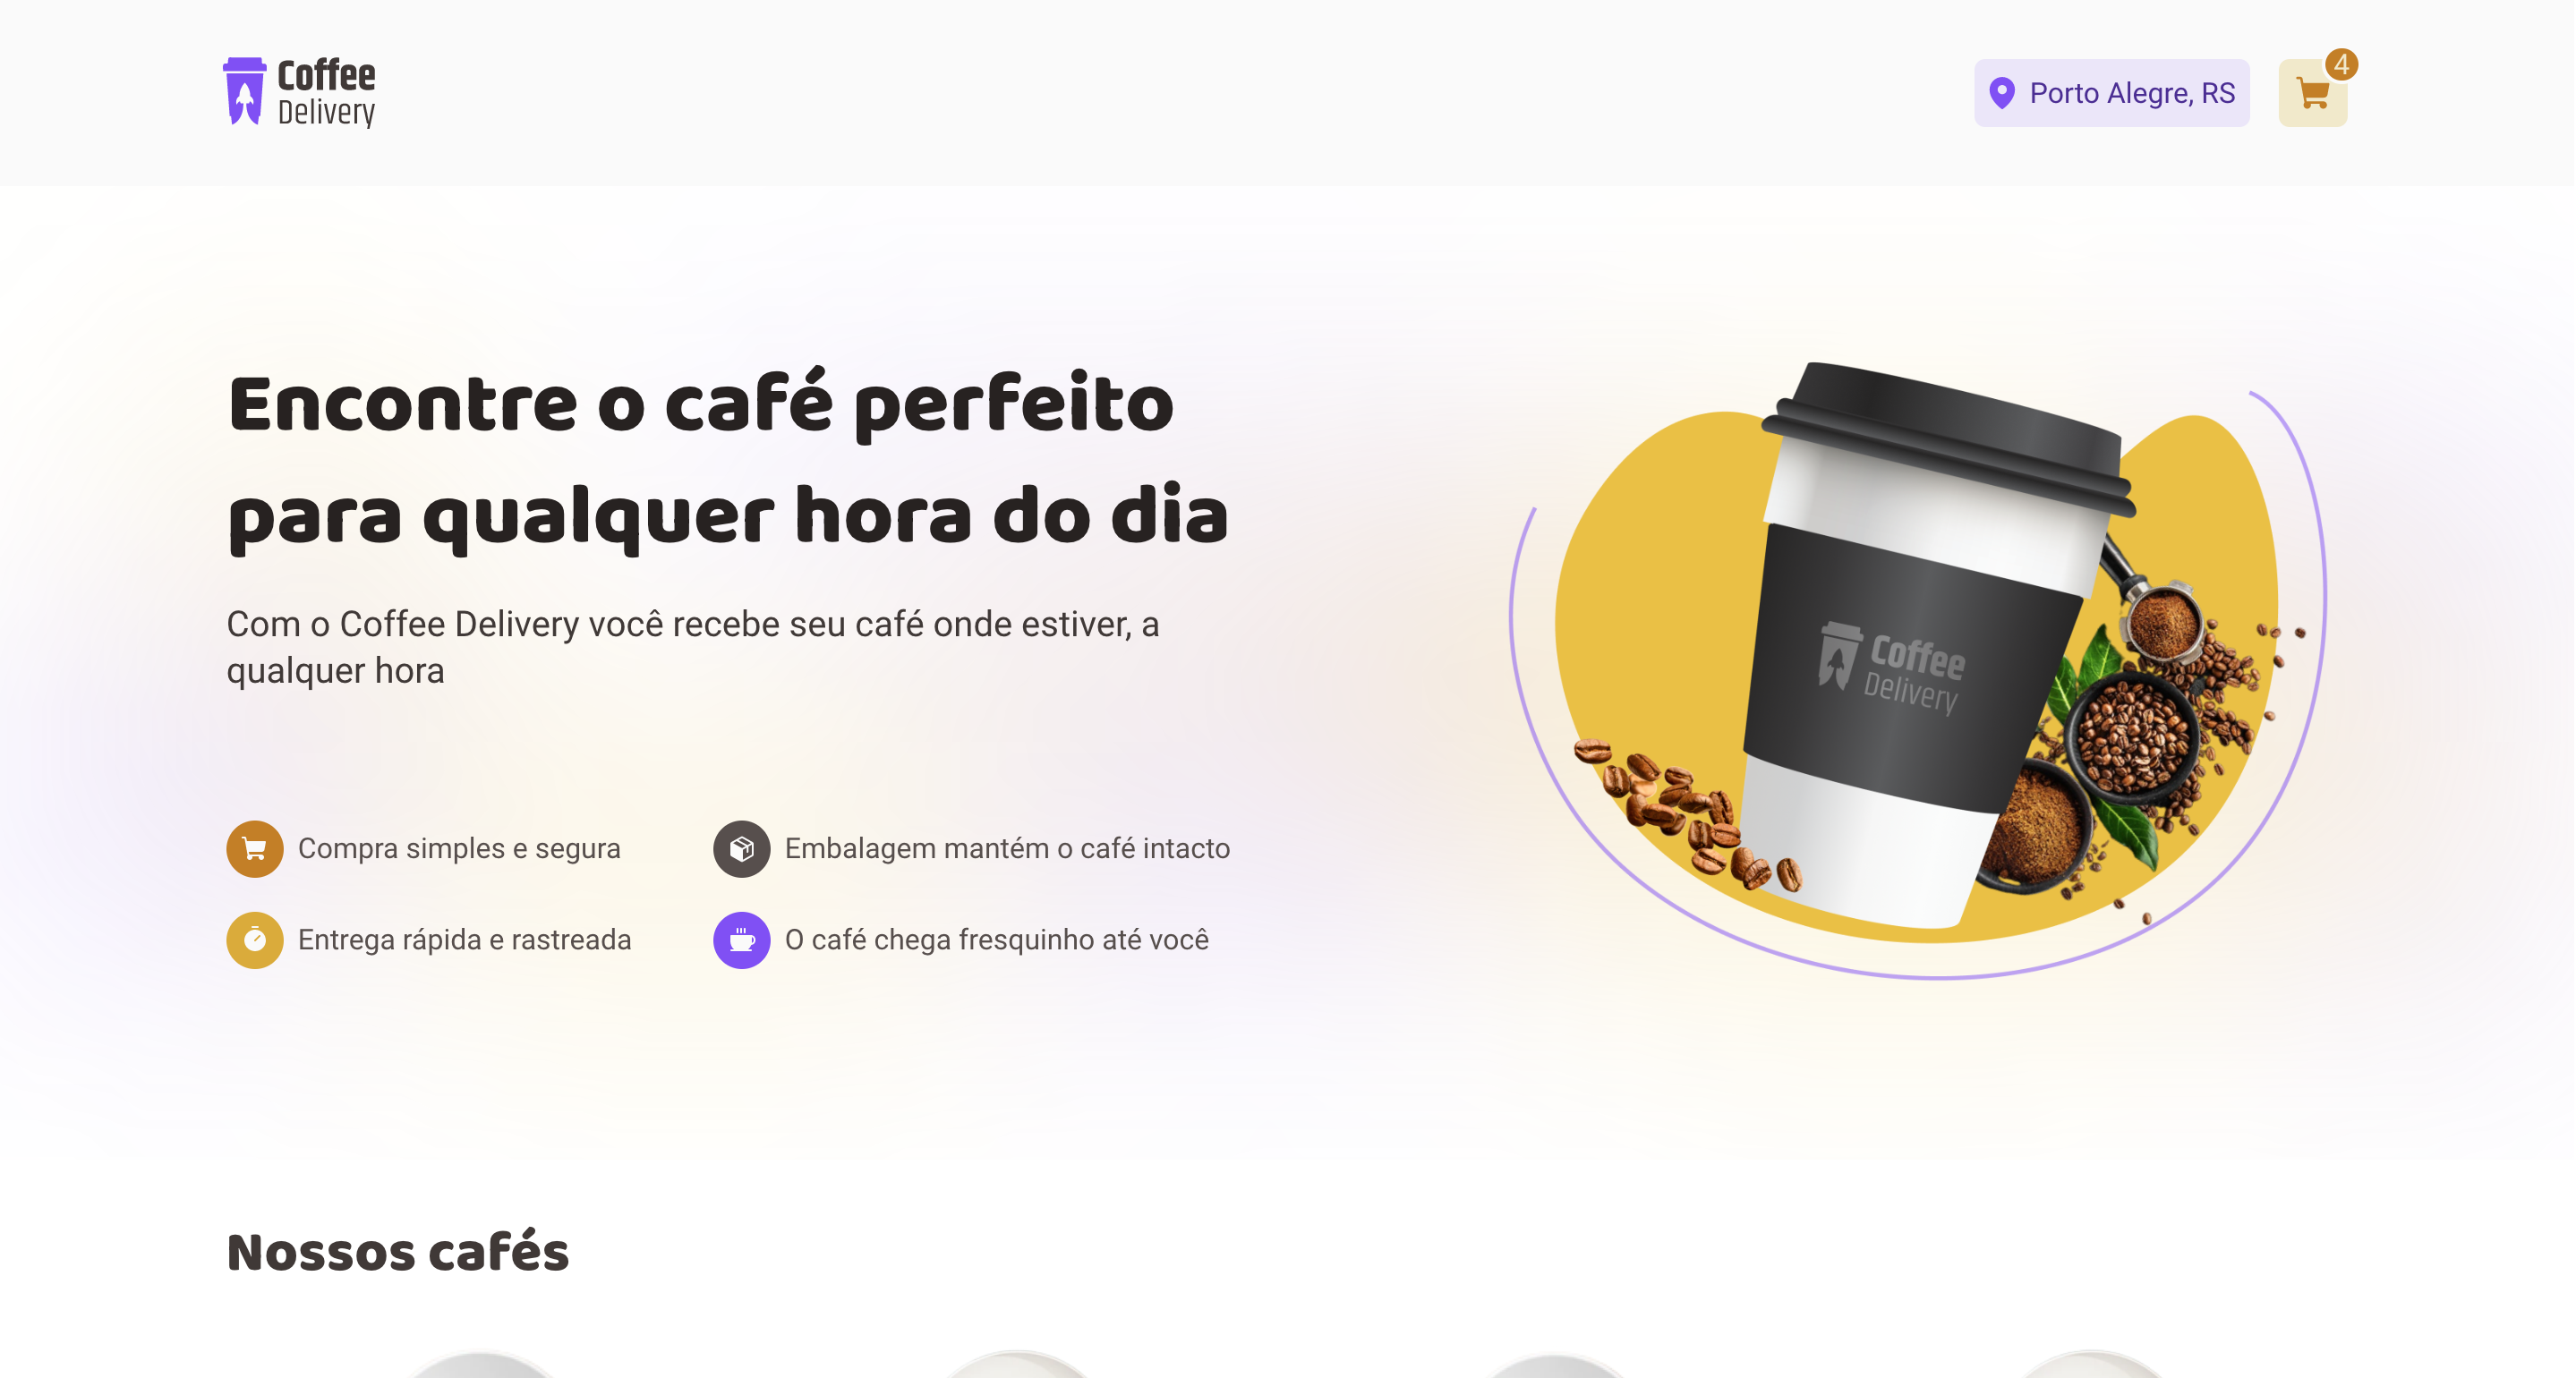 Coffee
Delivery
Porto Alegre, RS
4
Encontre o café perfeito
para qualquer hora do dia
Com o Coffee Delivery você recebe seu café onde estiver, a
qualquer hora
Coffee
Delivery
Compra simples e segura
Embalagem mantém o café intacto
Entrega rápida e rastreada
O café chega fresquinho até você
Nossos cafés